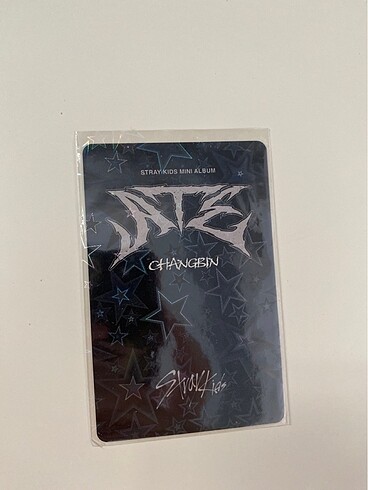 STRAY KIDS MINI ALBUM
ATE
CHANGBIN
Stray Kids